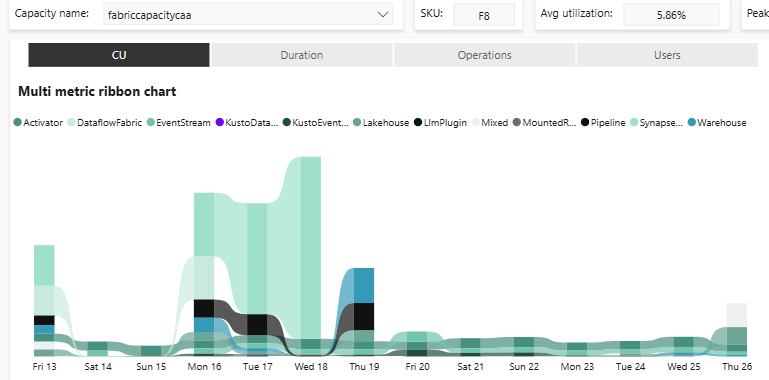 Capacity name: fabriccapacitycaa SKU: F8 Avg utilization: 5.86% Peak
CU Duration Operations Users
Multi metric ribbon chart
Activator DataflowFabric EventStream KustoData... KustoEvent... Lakehouse LlmPlugin Mixed MountedR... Pipeline Synapse... Warehouse
Fri 13 Sat 14 Sun 15 Mon 16 Tue 17 Wed 18 Thu 19 Fri 20 Sat 21 Sun 22 Mon 23 Tue 24 Wed 25 Thu 26